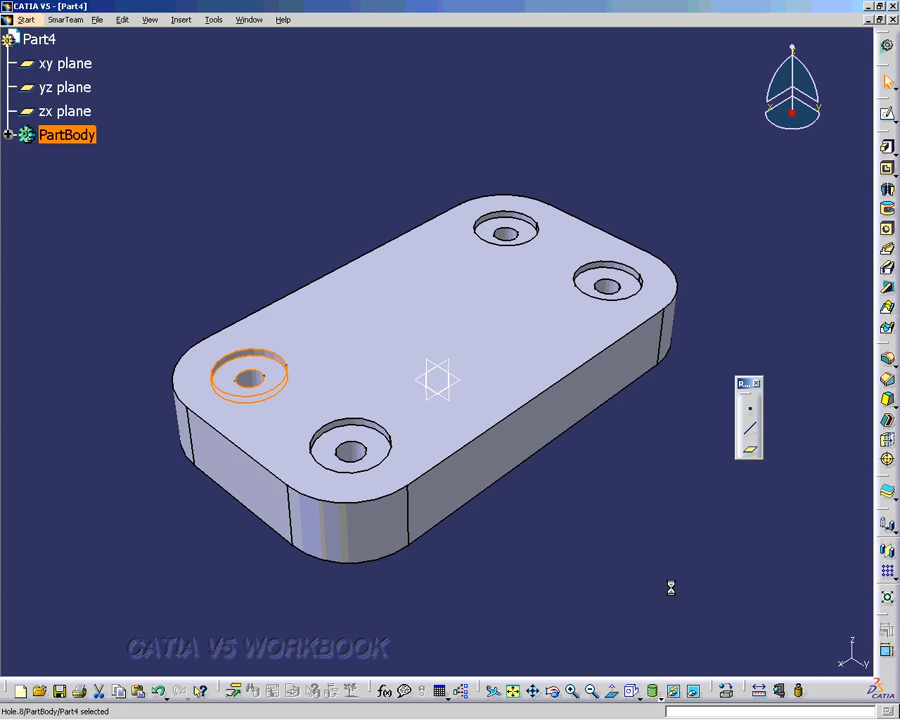 CATIA V5 - [Part4]
Start SmarTeam File Edit View Insert Tools Window Help
Part4
xy plane
yz plane
zx plane
PartBody
z
x y
R...
CATIA V5 WORKBOOK
z
x y
f(x)
CATIA
Hole.8/PartBody/Part4 selected